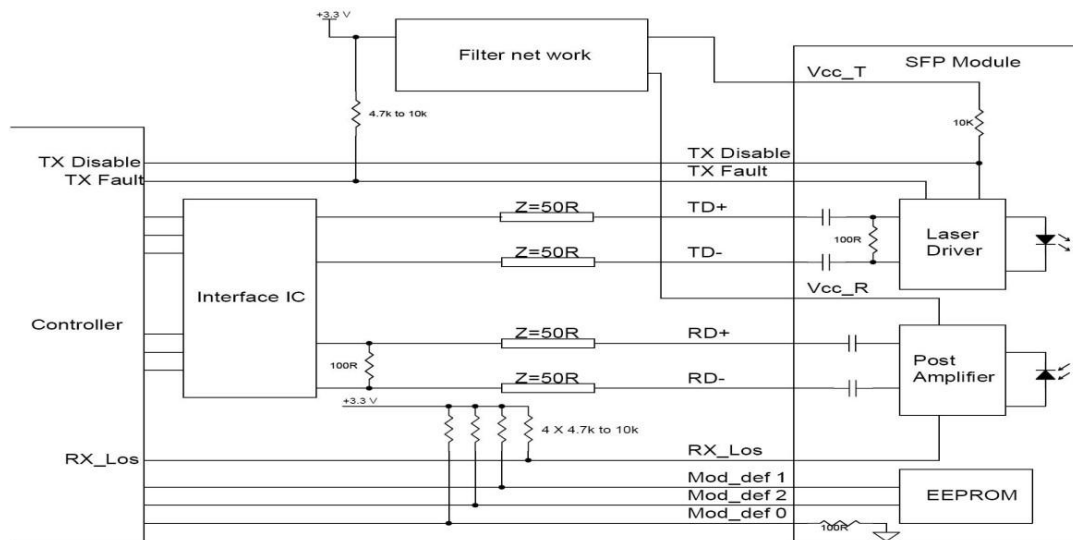 +3.3 V
Filter net work
SFP Module
Vcc_T
4.7k to 10k
10K
TX Disable
TX Disable
TX Fault
TX Fault
Z=50R
TD+
100R
Laser
Driver
Z=50R
TD-
Interface IC
Vcc_R
Controller
Z=50R
RD+
100R
Post
Amplifier
Z=50R
RD-
+3.3 V
4 X 4.7k to 10k
RX_Los
RX_Los
Mod_def 1
Mod_def 2
EEPROM
Mod_def 0
100R